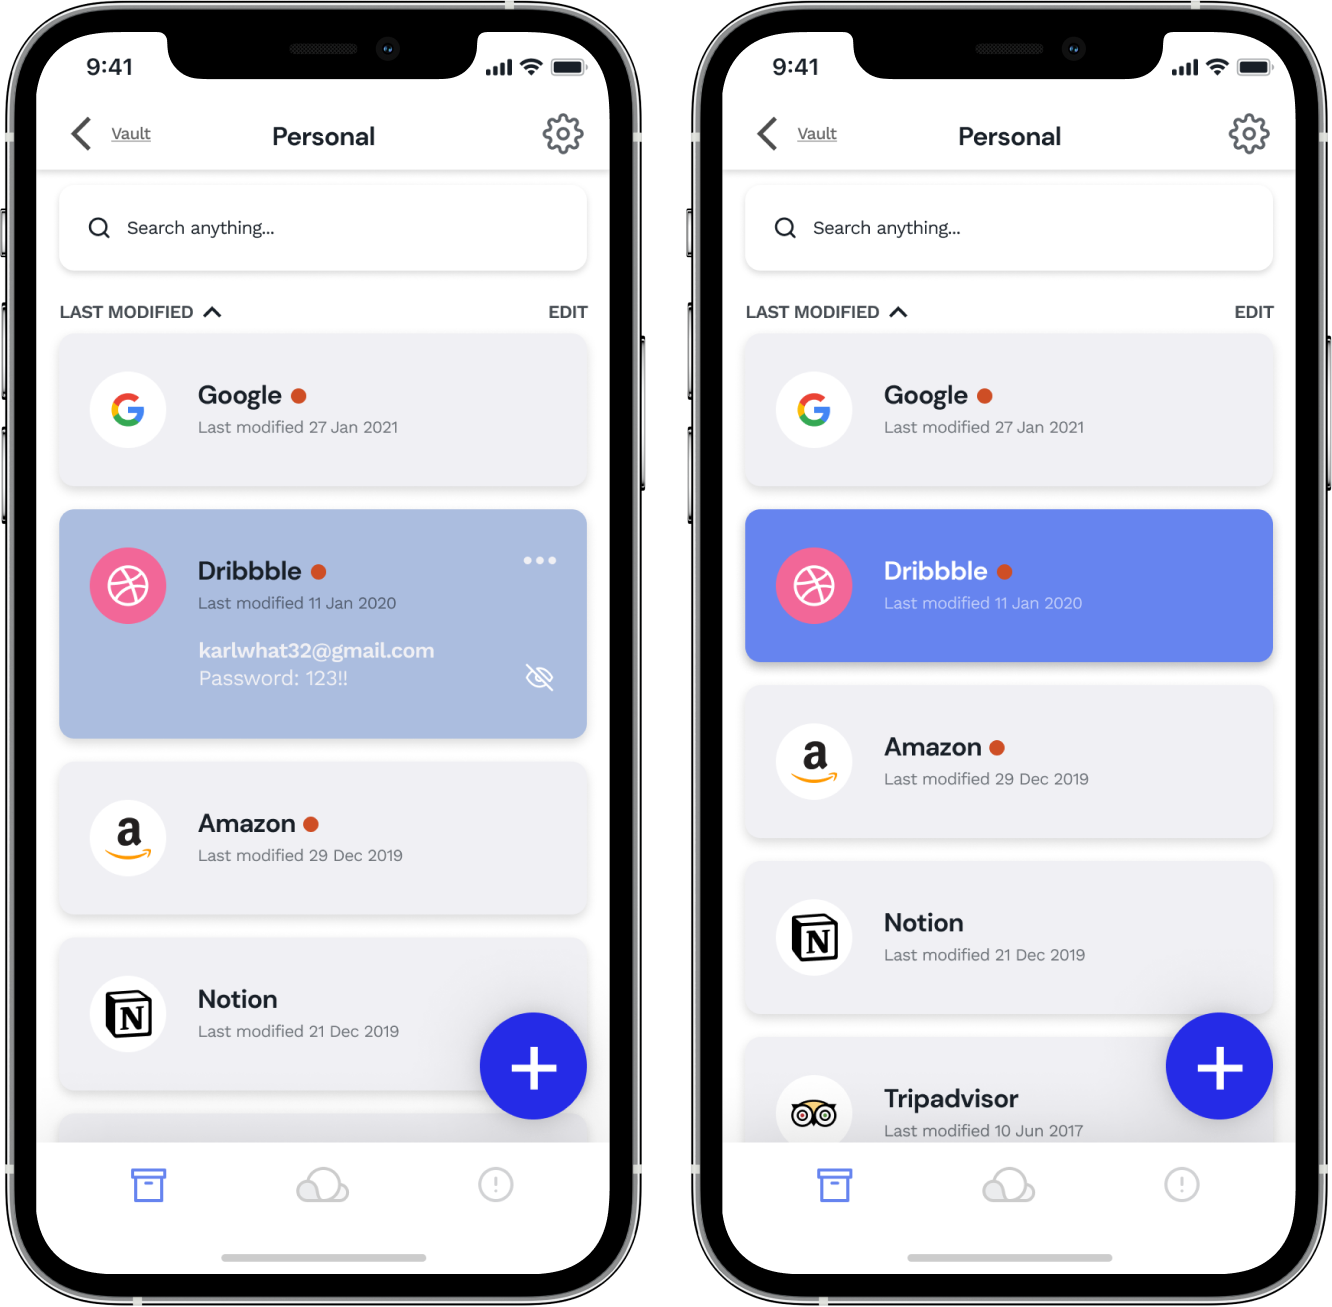 9:41
Vault
Personal
Search anything...
LAST MODIFIED EDIT
Google
Last modified 27 Jan 2021
Dribbble
Last modified 11 Jan 2020
karlwhat32@gmail.com
Password: 123!!
a
Amazon
Last modified 29 Dec 2019
N
Notion
Last modified 21 Dec 2019
9:41
Vault
Personal
Search anything...
LAST MODIFIED EDIT
Google
Last modified 27 Jan 2021
Dribbble
Last modified 11 Jan 2020
a
Amazon
Last modified 29 Dec 2019
N
Notion
Last modified 21 Dec 2019
Tripadvisor
Last modified 10 Jun 2017